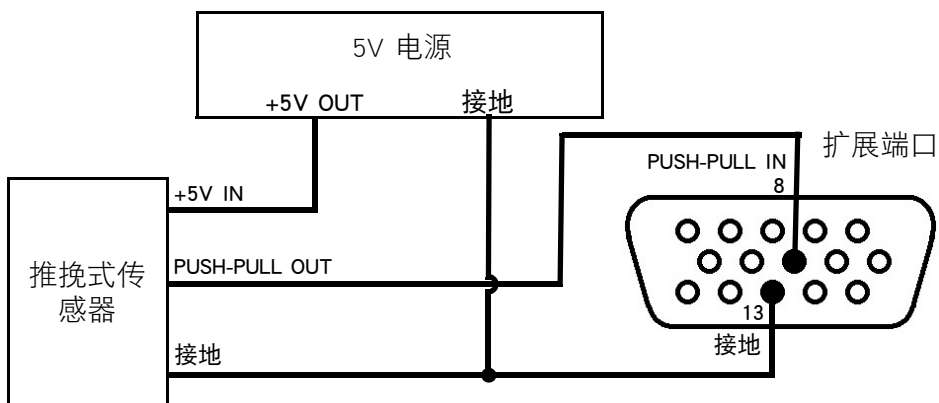 5V 电源
+5V OUT
接地
扩展端口
PUSH-PULL IN
8
+5V IN
推挽式传
感器
PUSH-PULL OUT
13
接地
接地